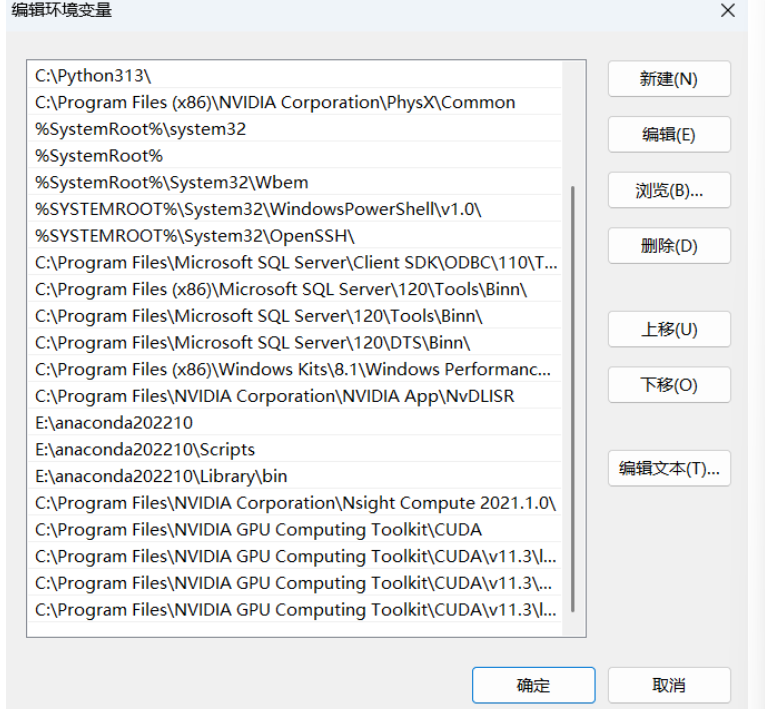 编辑环境变量
C:\Python313\
C:\Program Files (x86)\NVIDIA Corporation\PhysX\Common
%SystemRoot%\system32
%SystemRoot%
%SystemRoot%\System32\Wbem
%SYSTEMROOT%\System32\WindowsPowerShell\v1.0\
%SYSTEMROOT%\System32\OpenSSH\
C:\Program Files\Microsoft SQL Server\Client SDK\ODBC\110\T...
C:\Program Files (x86)\Microsoft SQL Server\120\Tools\Binn\
C:\Program Files\Microsoft SQL Server\120\Tools\Binn\
C:\Program Files\Microsoft SQL Server\120\DTS\Binn\
C:\Program Files (x86)\Windows Kits\8.1\Windows Performanc...
C:\Program Files\NVIDIA Corporation\NVIDIA App\NvDLISR
E:\anaconda202210
E:\anaconda202210\Scripts
E:\anaconda202210\Library\bin
C:\Program Files\NVIDIA Corporation\Nsight Compute 2021.1.0\
C:\Program Files\NVIDIA GPU Computing Toolkit\CUDA
C:\Program Files\NVIDIA GPU Computing Toolkit\CUDA\v11.3\l...
C:\Program Files\NVIDIA GPU Computing Toolkit\CUDA\v11.3\...
C:\Program Files\NVIDIA GPU Computing Toolkit\CUDA\v11.3\l...
新建(N)
编辑(E)
浏览(B)...
删除(D)
上移(U)
下移(O)
编辑文本(T)...
确定
取消